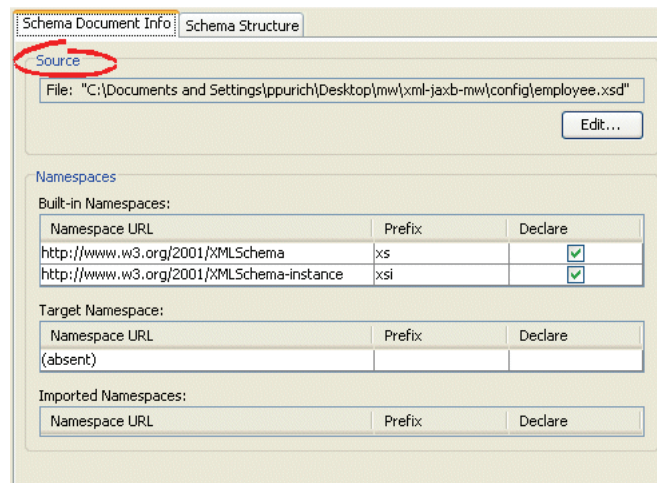 Schema Document Info Schema Structure
Source
File: "C:\Documents and Settings\ppurich\Desktop\mw\xml-jaxb-mw\config\employee.xsd"
Edit...
Namespaces
Built-in Namespaces:
Namespace URL Prefix Declare
http://www.w3.org/2001/XMLSchema xs
http://www.w3.org/2001/XMLSchema-instance xsi
Target Namespace:
Namespace URL Prefix Declare
(absent)
Imported Namespaces:
Namespace URL Prefix Declare